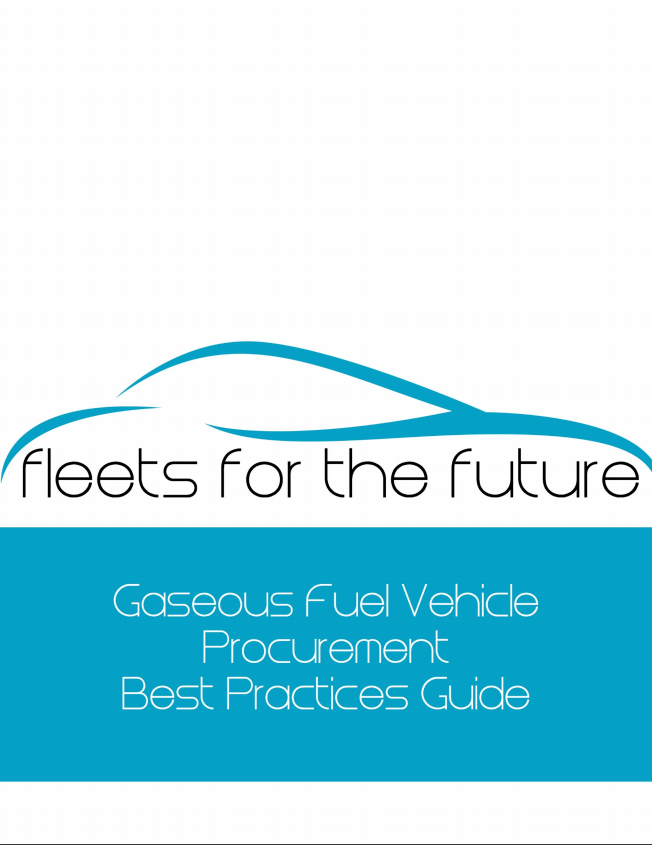 fleets for the future
Gaseous Fuel Vehicle
Procurement
Best Practices Guide